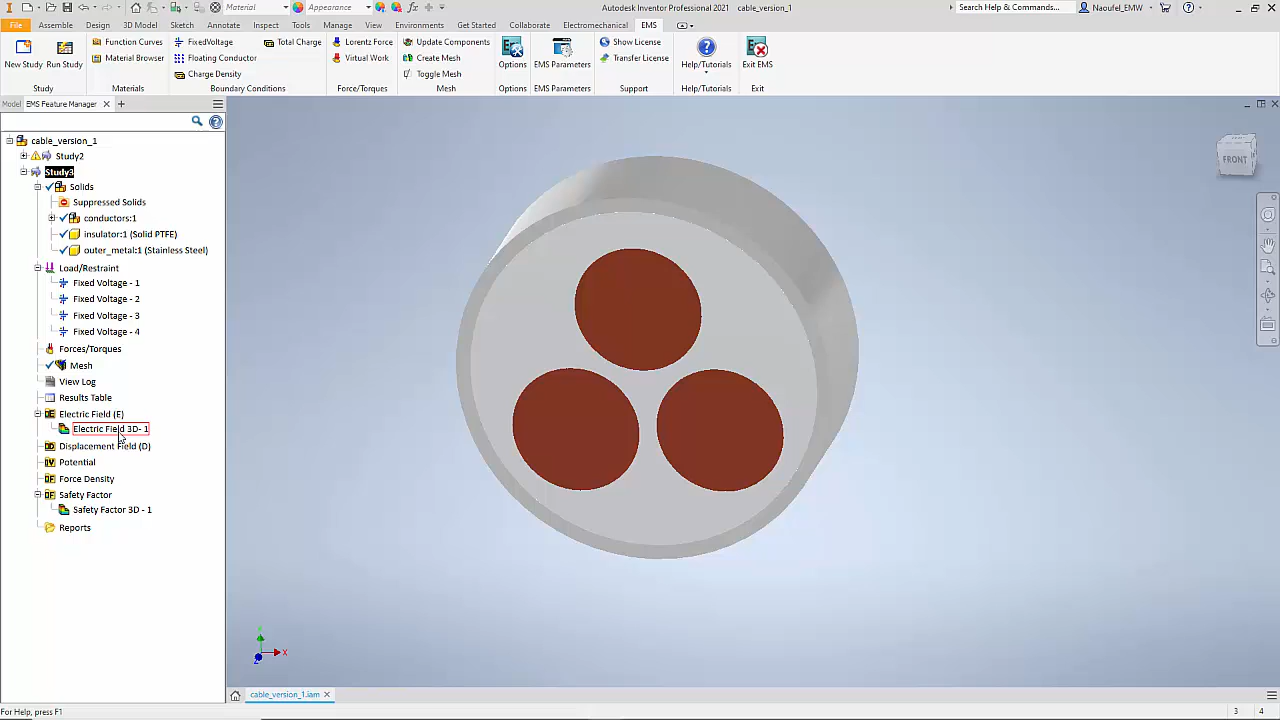 Material
Appearance
fx
Autodesk Inventor Professional 2021 cable_version_1
Search Help & Commands...
Naoufel_EMW
File Assemble Design 3D Model Sketch Annotate Inspect Tools Manage View Environments Get Started Collaborate Electromechanical EMS
New Study
Run Study
Study
Function Curves
Material Browser
Materials
FixedVoltage
Total Charge
Floating Conductor
Charge Density
Boundary Conditions
Lorentz Force
Virtual Work
Force/Torques
Update Components
Create Mesh
Toggle Mesh
Mesh
Options
Options
EMS Parameters
EMS Parameters
Show License
Transfer License
Support
Help/Tutorials
Help/Tutorials
Exit EMS
Exit
Model EMS Feature Manager
cable_version_1
Study2
Study3
Solids
Suppressed Solids
conductors:1
insulator:1 (Solid PTFE)
outer_metal:1 (Stainless Steel)
Load/Restraint
Fixed Voltage - 1
Fixed Voltage - 2
Fixed Voltage - 3
Fixed Voltage - 4
Forces/Torques
Mesh
View Log
Results Table
Electric Field (E)
Electric Field 3D- 1
Displacement Field (D)
Potential
Force Density
Safety Factor
Safety Factor 3D - 1
Reports
FRONT
Y
X
Z
cable_version_1.iam
For Help, press F1
3 4